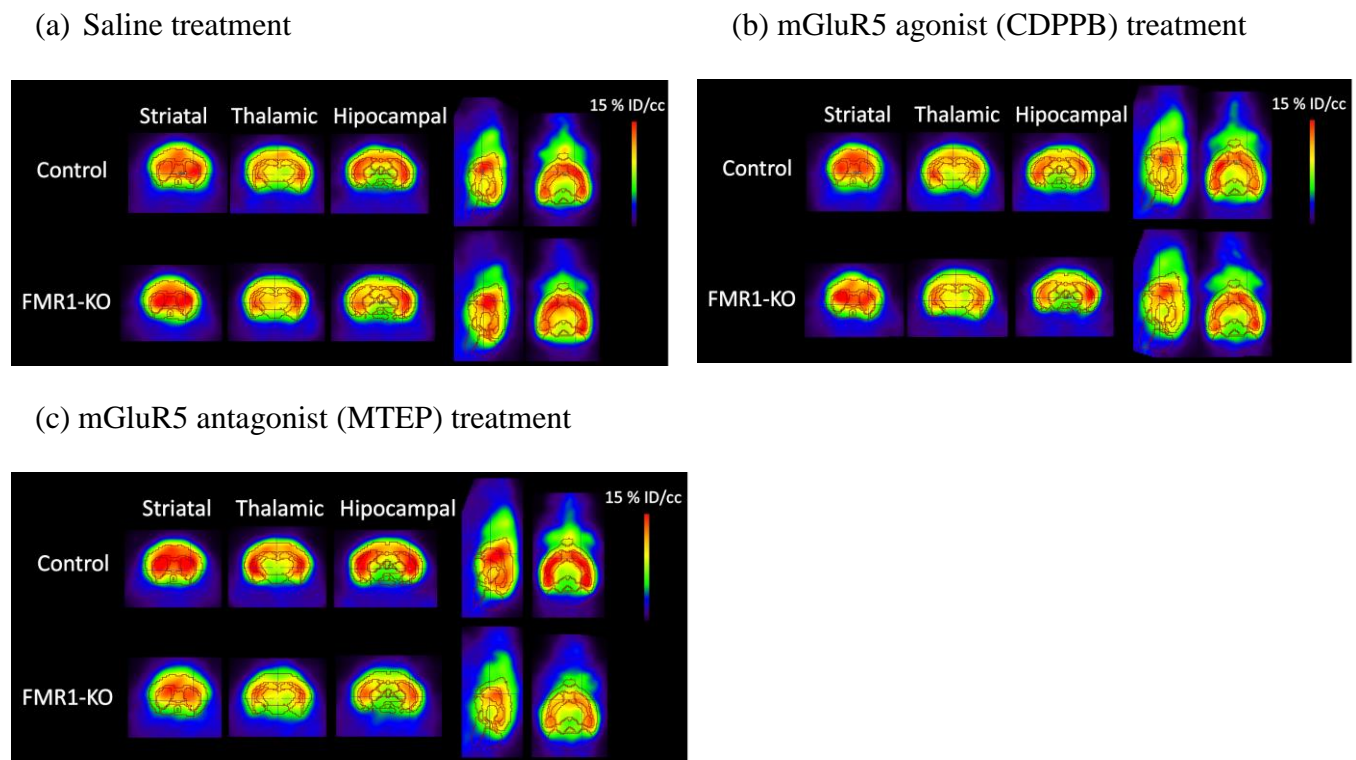 (a) Saline treatment
Striatal Thalamic Hipocampal
15 % ID/cc
Control
FMR1-KO
(b) mGluR5 agonist (CDPPB) treatment
Striatal Thalamic Hipocampal
15 % ID/cc
Control
FMR1-KO
(c) mGluR5 antagonist (MTEP) treatment
Striatal Thalamic Hipocampal
15 % ID/cc
Control
FMR1-KO